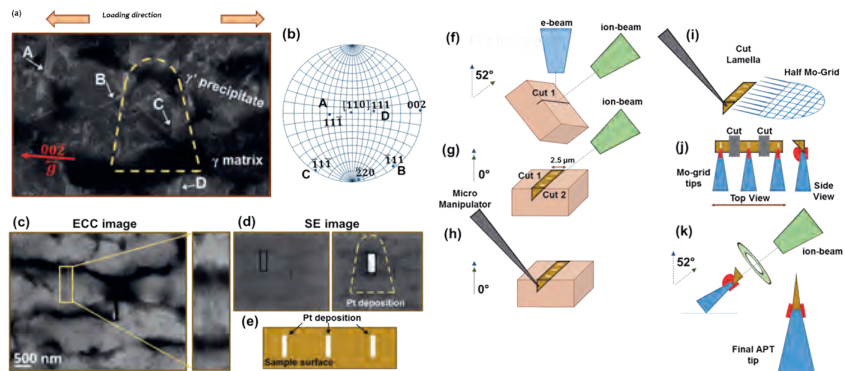 (a)
Loading direction
A
B
C
γ' precipitate
002
g
γ matrix
D
(b)
A
[110]
111
002
D
111
111
C
111
B
220
(c)
ECC image
500 nm
(d)
SE image
Pt deposition
(e)
Pt deposition
Sample surface
(f)
e-beam
ion-beam
52°
Cut 1
(g)
ion-beam
0°
2.5 µm
Cut 1
Cut 2
Micro
Manipulator
(h)
0°
(i)
Cut
Lamella
Half Mo-Grid
(j)
Cut
Cut
Mo-grid
tips
Top View
Side
View
(k)
52°
ion-beam
Final APT
tip